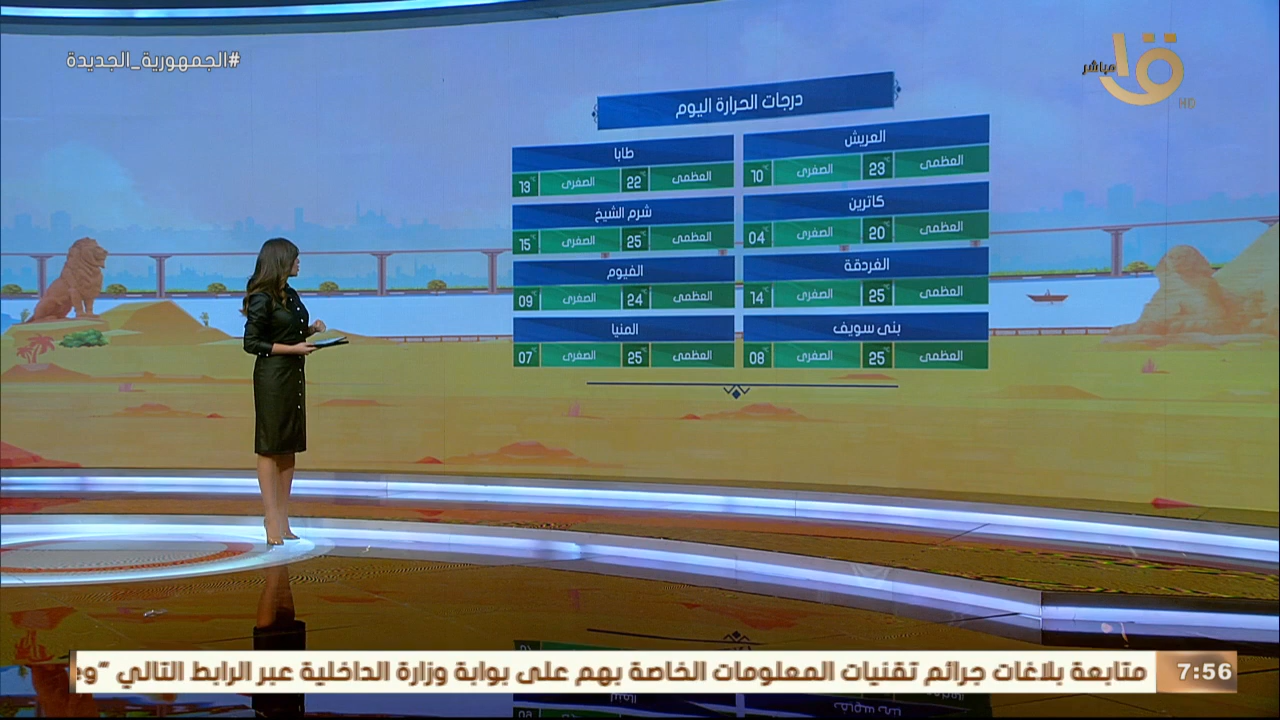 #الجمهورية_الجديدة
مباشر
HD
درجات الحرارة اليوم
العريش
العظمى 23°C الصغرى 10°C
طابا
العظمى 22°C الصغرى 13°C
كاترين
العظمى 20°C الصغرى 04°C
شرم الشيخ
العظمى 25°C الصغرى 15°C
الغردقة
العظمى 25°C الصغرى 14°C
الفيوم
العظمى 24°C الصغرى 09°C
بنى سويف
العظمى 25°C الصغرى 08°C
المنيا
العظمى 25°C الصغرى 07°C
7:56 متابعة بلاغات جرائم تقنيات المعلومات الخاصة بهم على بوابة وزارة الداخلية عبر الرابط التالي